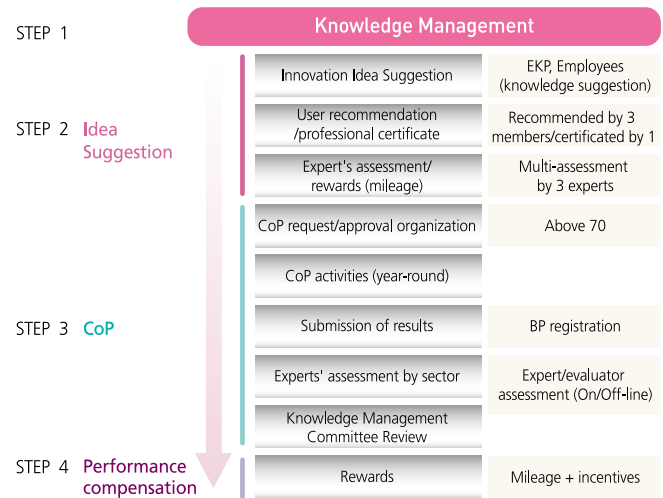 STEP 1
Knowledge Management
Innovation Idea Suggestion
EKP, Employees
(knowledge suggestion)
STEP 2 Idea
Suggestion
User recommendation
/professional certificate
Recommended by 3
members/certificated by 1
Expert's assessment/
rewards (mileage)
Multi-assessment
by 3 experts
CoP request/approval organization
Above 70
CoP activities (year-round)
STEP 3 CoP
Submission of results
BP registration
Experts' assessment by sector
Expert/evaluator
assessment (On/Off-line)
Knowledge Management
Committee Review
STEP 4 Performance
compensation
Rewards
Mileage + incentives